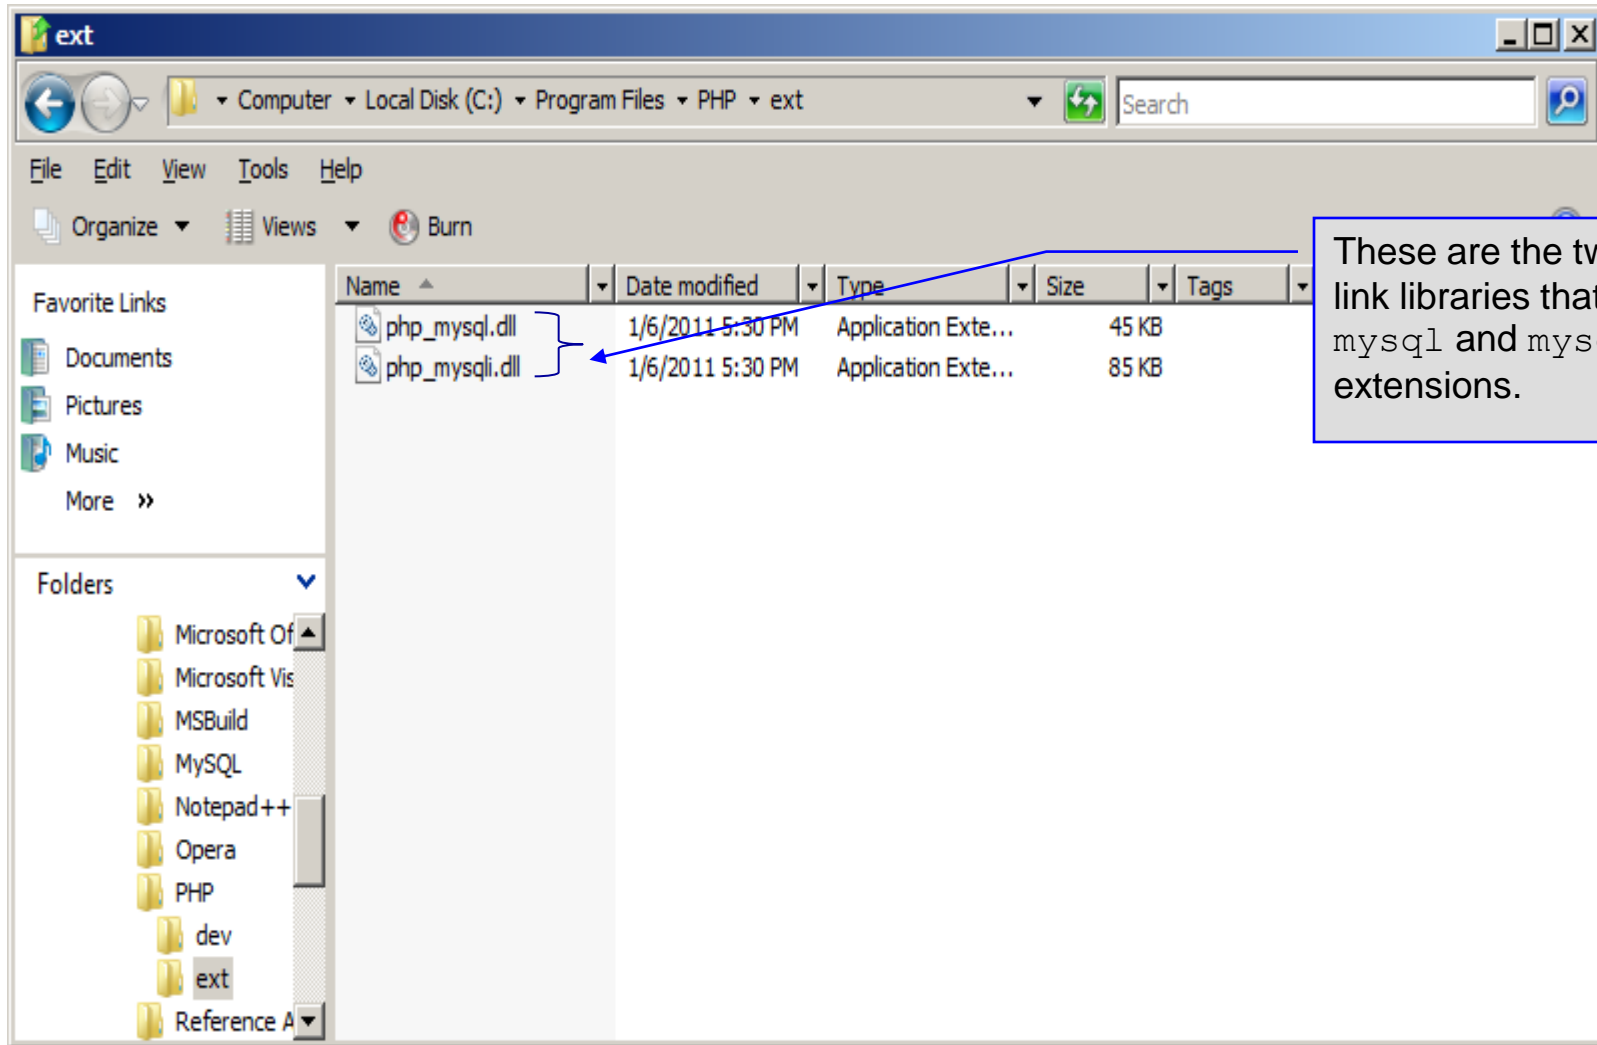 ext
Computer Local Disk (C:) Program Files PHP ext Search
File Edit View Tools Help
Organize Views Burn
Favorite Links
Documents
Pictures
Music
More »
Folders
Microsoft Of
Microsoft Vis
MSBuild
MySQL
Notepad++
Opera
PHP
dev
ext
Reference A
Name Date modified Type Size Tags
php_mysql.dll 1/6/2011 5:30 PM Application Exte... 45 KB
php_mysqli.dll 1/6/2011 5:30 PM Application Exte... 85 KB
These are the tw
link libraries that
mysql and mys
extensions.